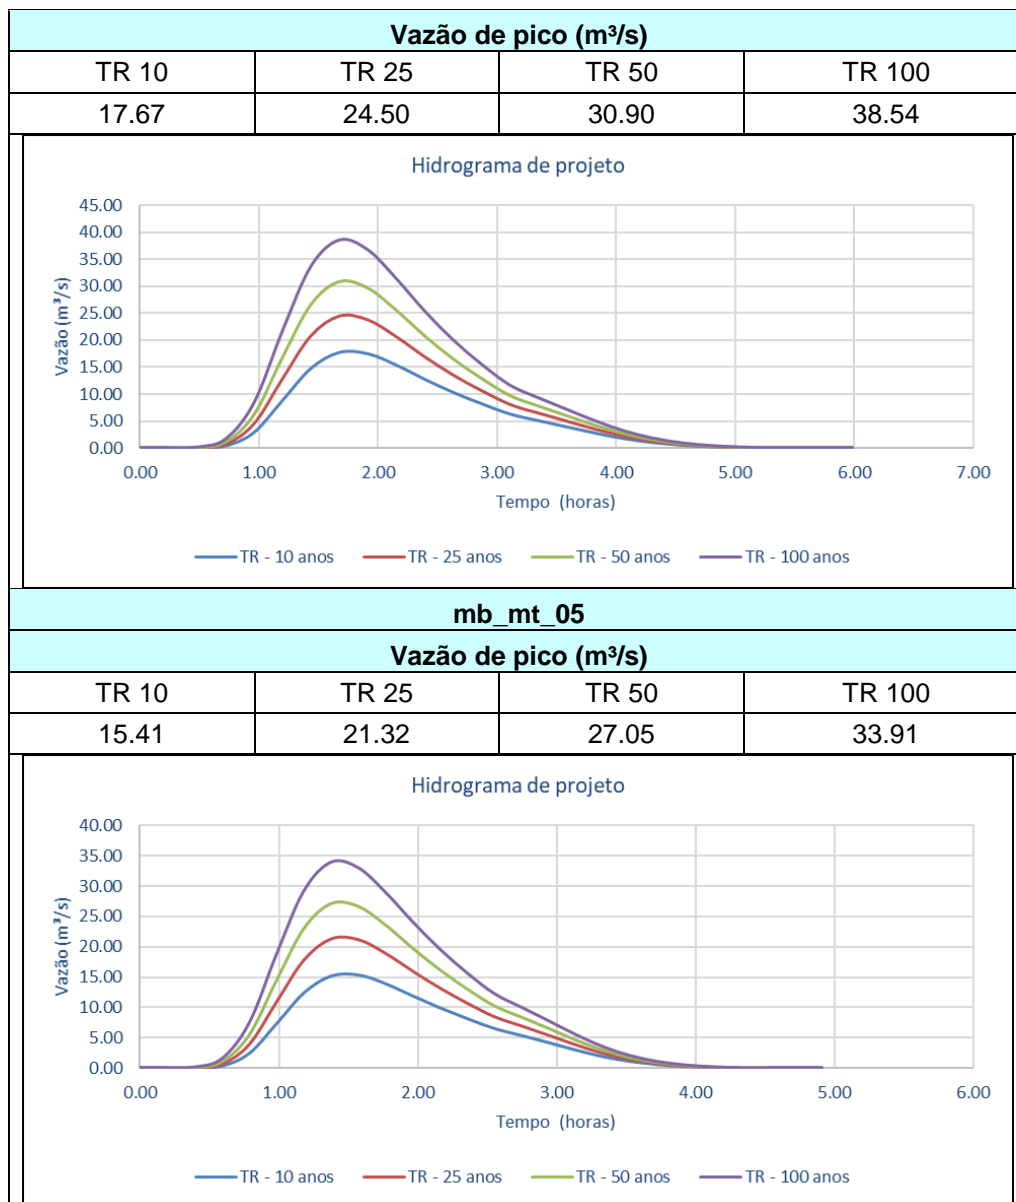 Vazão de pico (m³/s)
TR 10 TR 25 TR 50 TR 100
17.67 24.50 30.90 38.54
Hidrograma de projeto
45.00
40.00
35.00
30.00
25.00
20.00
15.00
10.00
5.00
0.00
Vazão (m³/s)
0.00 1.00 2.00 3.00 4.00 5.00 6.00 7.00
Tempo (horas)
TR - 10 anos TR - 25 anos TR - 50 anos TR - 100 anos
mb_mt_05
Vazão de pico (m³/s)
TR 10 TR 25 TR 50 TR 100
15.41 21.32 27.05 33.91
Hidrograma de projeto
40.00
35.00
30.00
25.00
20.00
15.00
10.00
5.00
0.00
Vazão (m³/s)
0.00 1.00 2.00 3.00 4.00 5.00 6.00
Tempo (horas)
TR - 10 anos TR - 25 anos TR - 50 anos TR - 100 anos